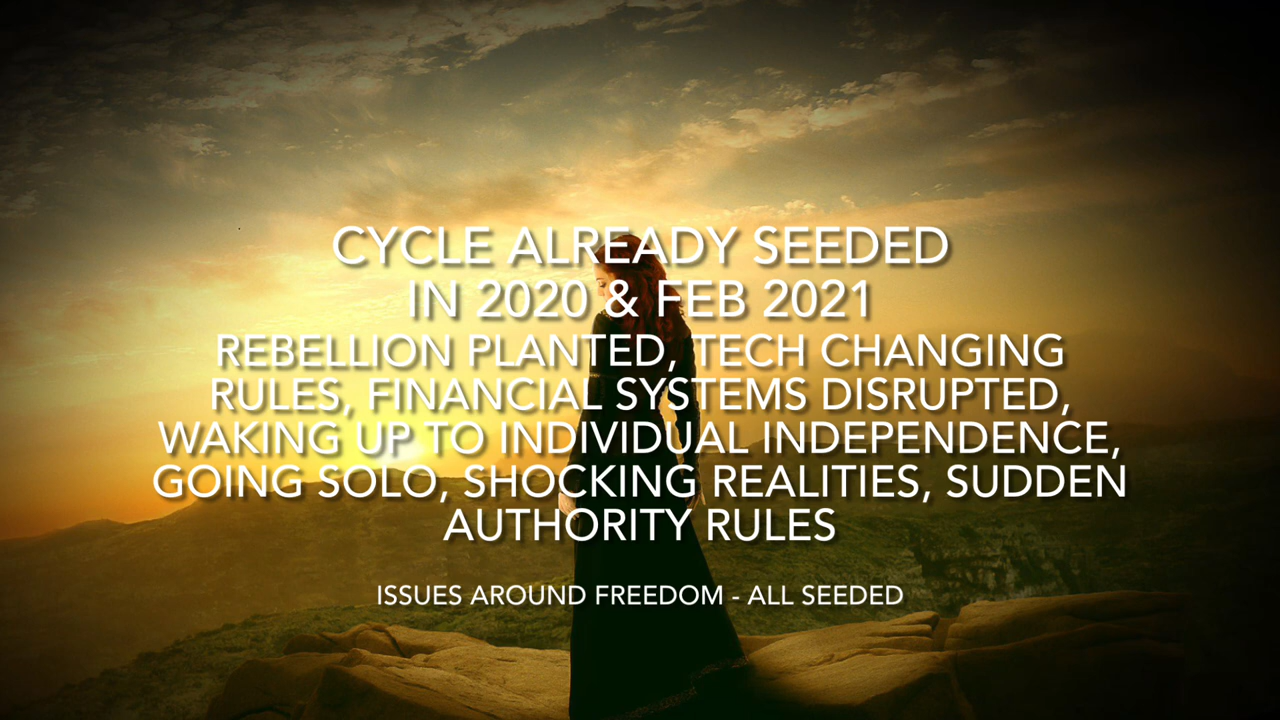 CYCLE ALREADY SEEDED
IN 2020 & FEB 2021
REBELLION PLANTED, TECH CHANGING
RULES, FINANCIAL SYSTEMS DISRUPTED,
WAKING UP TO INDIVIDUAL INDEPENDENCE,
GOING SOLO, SHOCKING REALITIES, SUDDEN
AUTHORITY RULES
ISSUES AROUND FREEDOM - ALL SEEDED